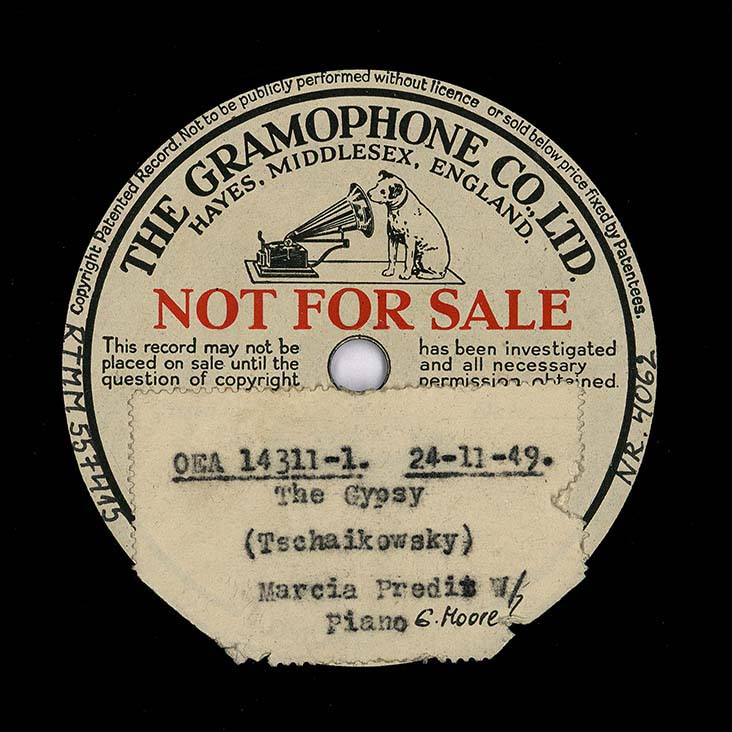 Copyright Patented Record. Not to be publicly performed without licence or sold below price fixed by Patentees.
THE GRAMOPHONE CO., LTD.
HAYES, MIDDLESEX, ENGLAND.
NOT FOR SALE
This record may not be has been investigated
placed on sale until the and all necessary
question of copyright permission obtained.
KTMM 557445
NR. 4062
OEA 14311-1. 24-11-49.
The Gypsy
(Tschaikowsky)
Marcia Predit W/
Piano G. Moore